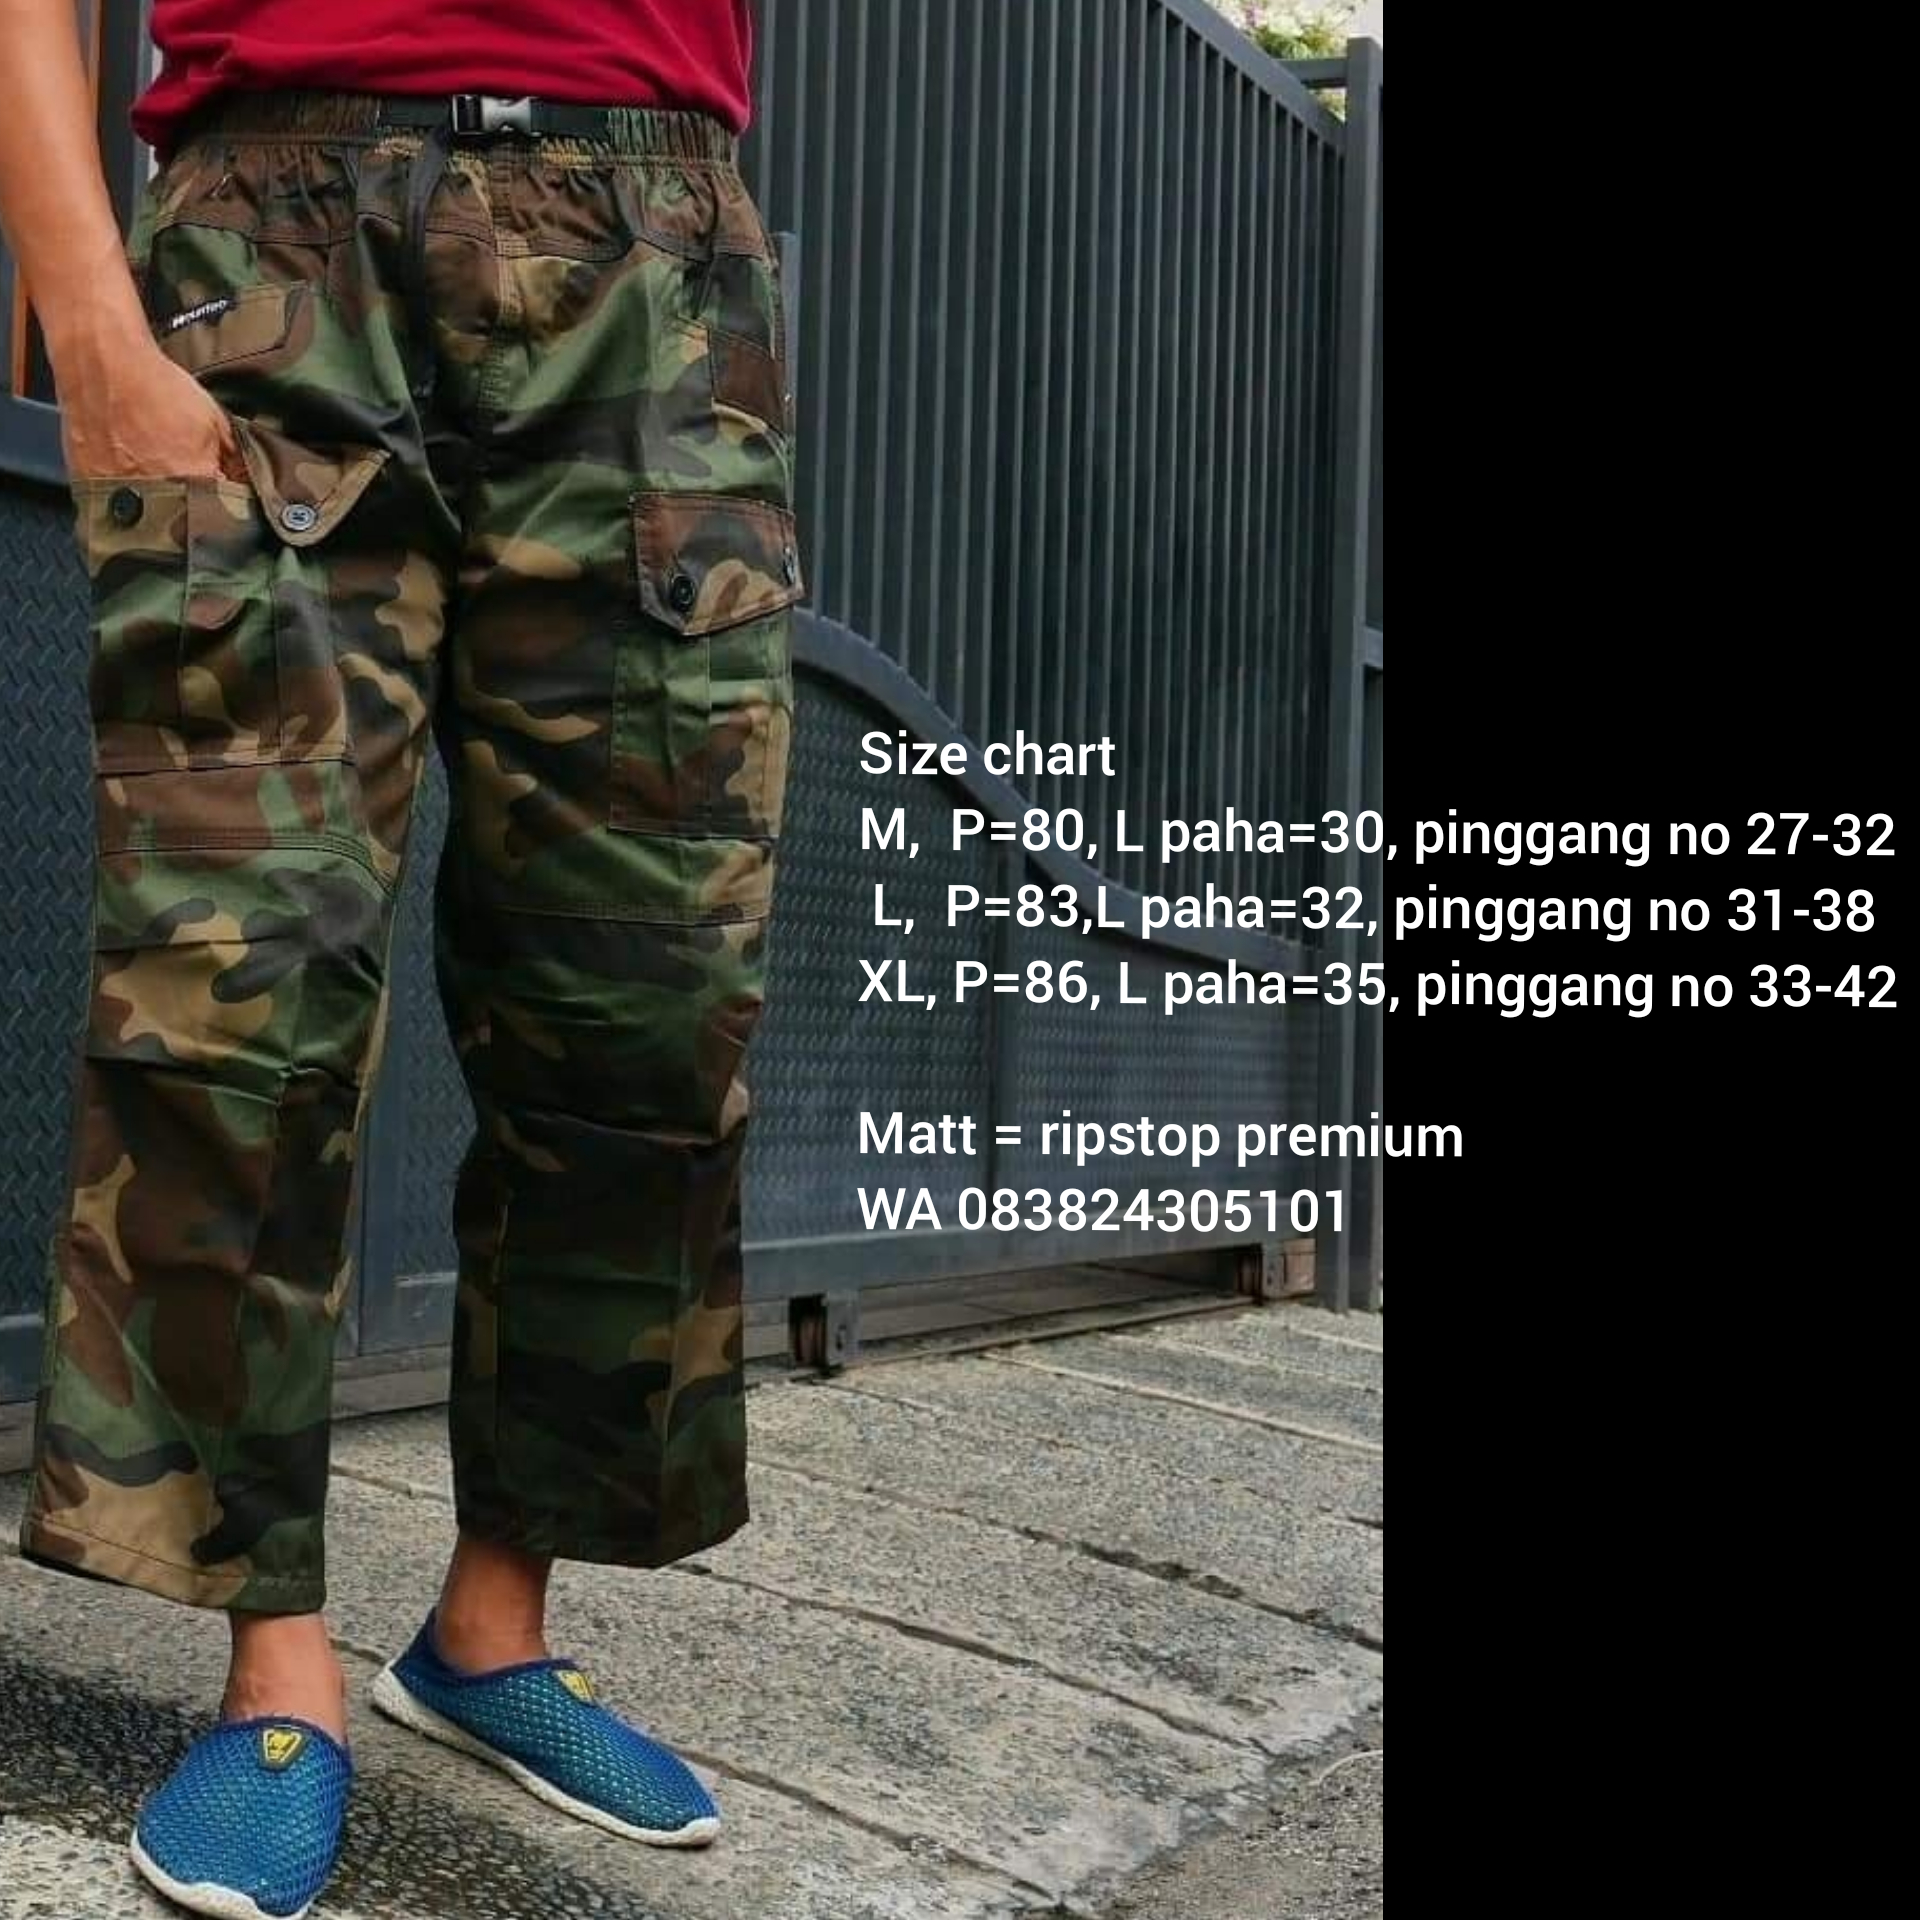 Size chart
M,  P=80, L paha=30, pinggang no 27-32
L,  P=83,L paha=32, pinggang no 31-38
XL, P=86, L paha=35, pinggang no 33-42
Matt = ripstop premium
WA 083824305101